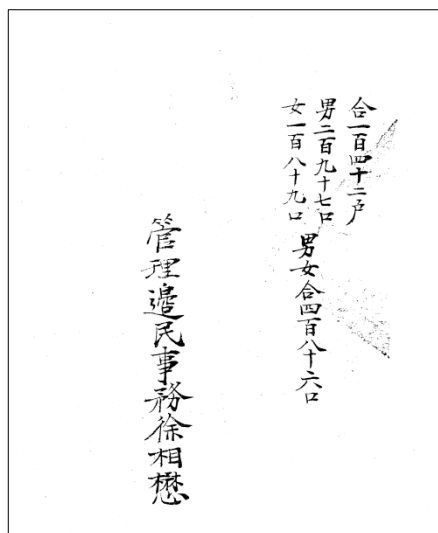 合一百四十二户
男二百九十七口
女一百八十九口
男女合四百八十六口
管理邉民事務徐相懋